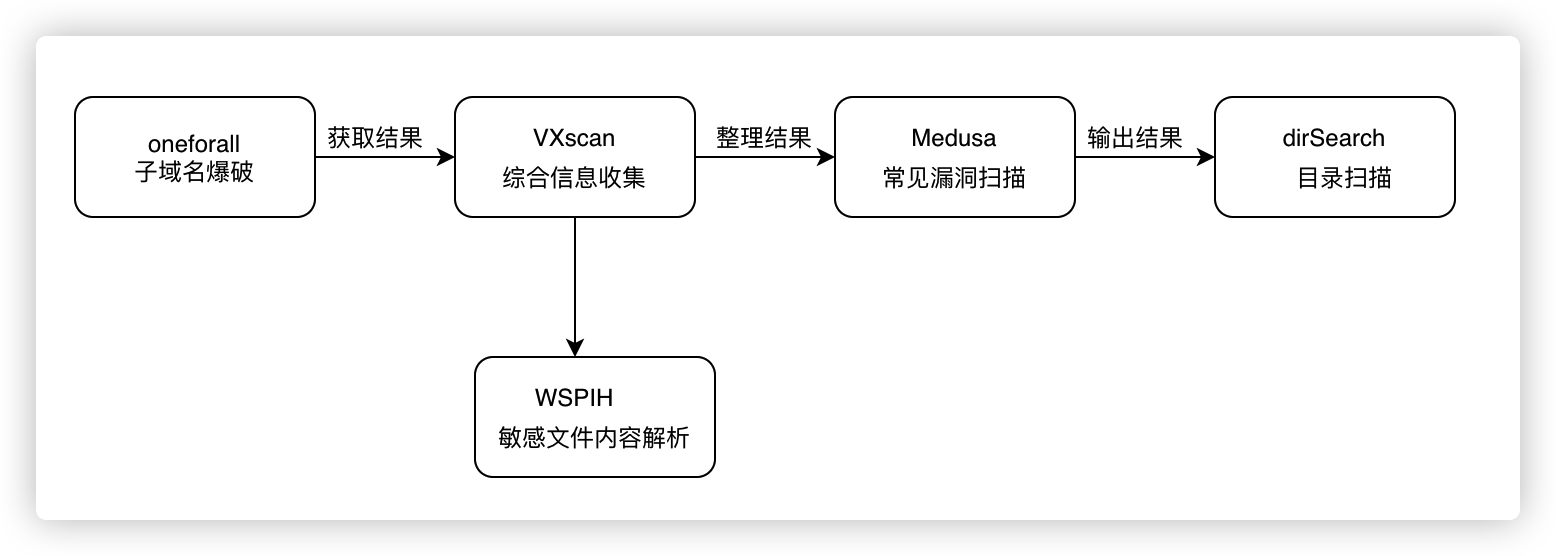 oneforall
子域名爆破
获取结果
VXscan
综合信息收集
整理结果
Medusa
常见漏洞扫描
输出结果
dirSearch
目录扫描
WSPIH
敏感文件内容解析